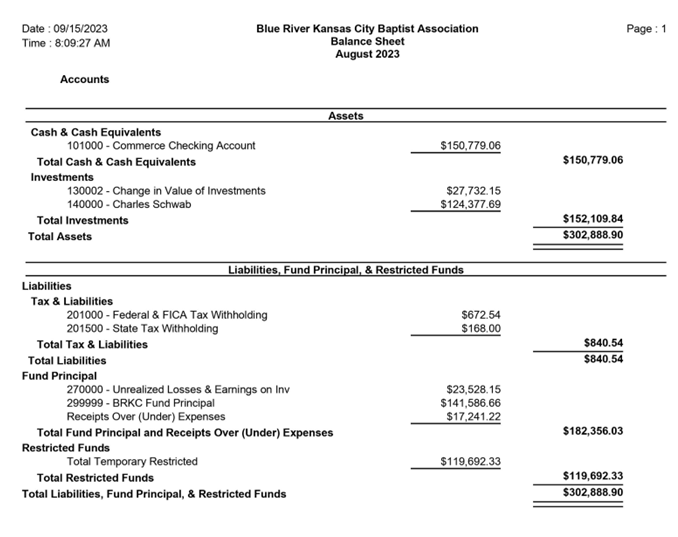 Date : 09/15/2023 Blue River Kansas City Baptist Association Page : 1
Time : 8:09:27 AM Balance Sheet
August 2023
Accounts
Assets
Cash & Cash Equivalents
101000 - Commerce Checking Account $150,779.06
Total Cash & Cash Equivalents $150,779.06
Investments
130002 - Change in Value of Investments $27,732.15
140000 - Charles Schwab $124,377.69
Total Investments $152,109.84
Total Assets $302,888.90
Liabilities, Fund Principal, & Restricted Funds
Liabilities
Tax & Liabilities
201000 - Federal & FICA Tax Withholding $672.54
201500 - State Tax Withholding $168.00
Total Tax & Liabilities $840.54
Total Liabilities $840.54
Fund Principal
270000 - Unrealized Losses & Earnings on Inv $23,528.15
299999 - BRKC Fund Principal $141,586.66
Receipts Over (Under) Expenses $17,241.22
Total Fund Principal and Receipts Over (Under) Expenses $182,356.03
Restricted Funds
Total Temporary Restricted $119,692.33
Total Restricted Funds $119,692.33
Total Liabilities, Fund Principal, & Restricted Funds $302,888.90